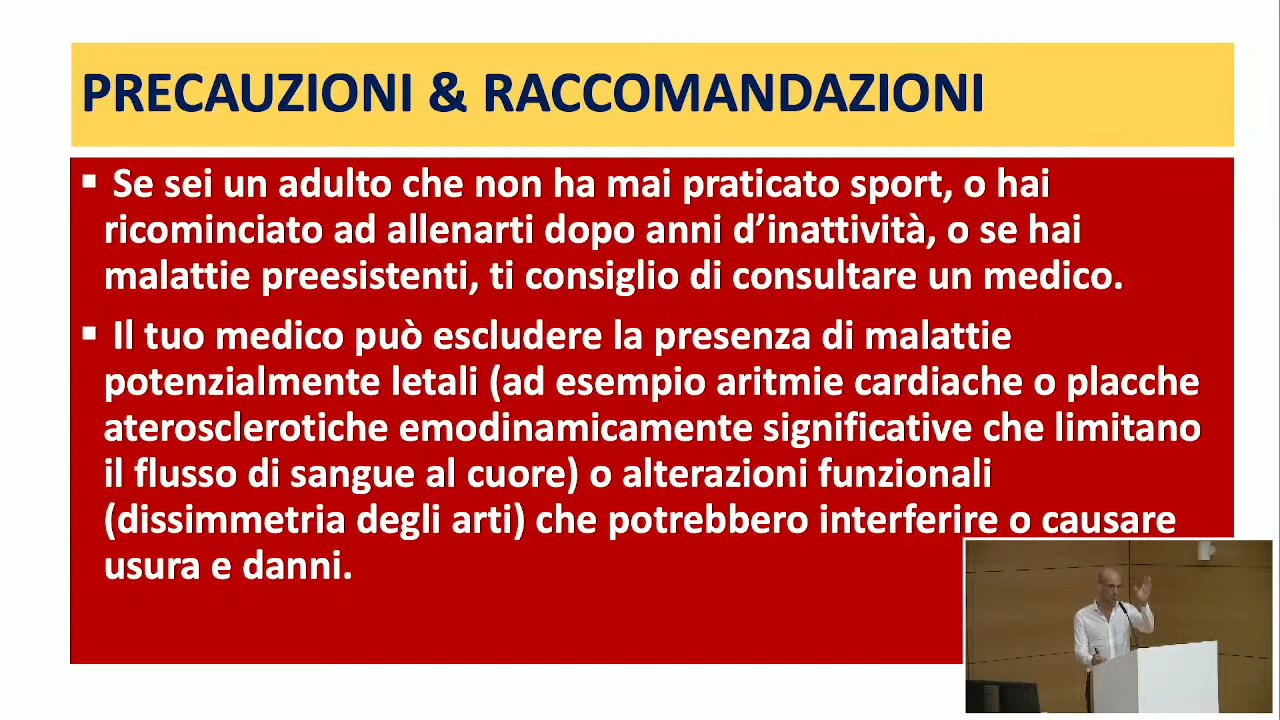 PRECAUZIONI & RACCOMANDAZIONI
▪ Se sei un adulto che non ha mai praticato sport, o hai
ricominciato ad allenarti dopo anni d’inattività, o se hai
malattie preesistenti, ti consiglio di consultare un medico.
▪ Il tuo medico può escludere la presenza di malattie
potenzialmente letali (ad esempio aritmie cardiache o placche
aterosclerotiche emodinamicamente significative che limitano
il flusso di sangue al cuore) o alterazioni funzionali
(dissimmetria degli arti) che potrebbero interferire o causare
usura e danni.